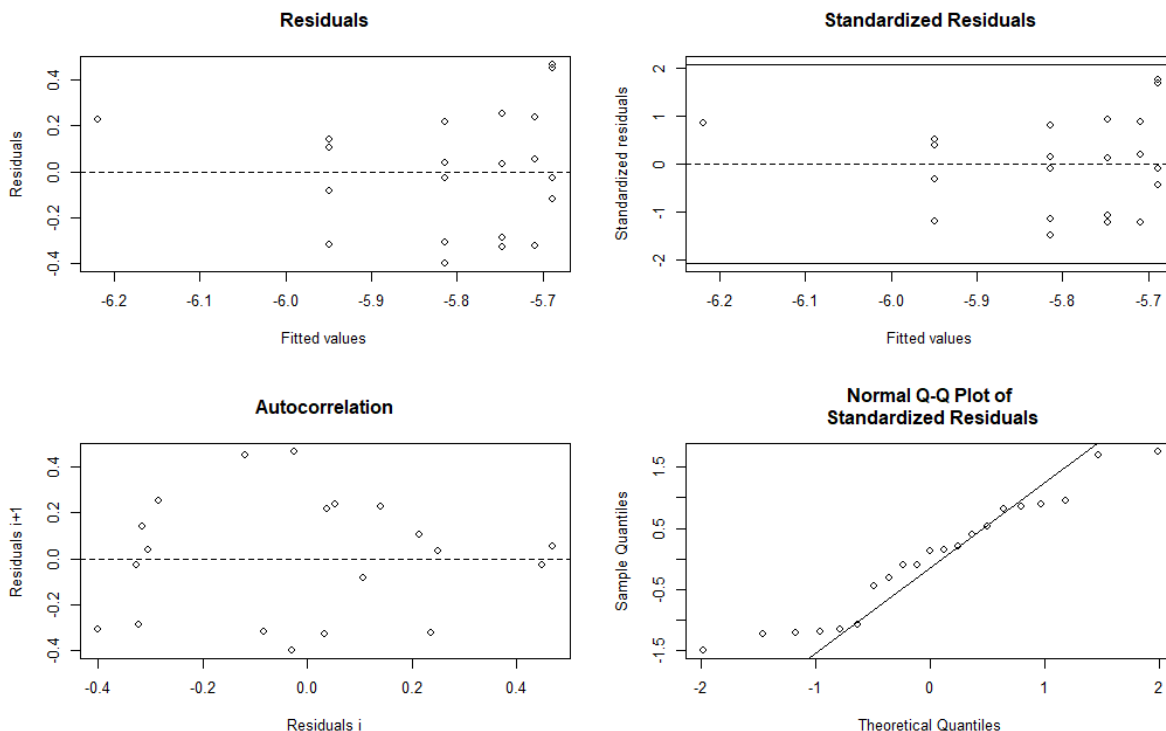 Residuals
Residuals
0.4
0.2
0.0
-0.2
-0.4
-6.2 -6.1 -6.0 -5.9 -5.8 -5.7
Fitted values
Standardized Residuals
Standardized residuals
2
1
0
-1
-2
-6.2 -6.1 -6.0 -5.9 -5.8 -5.7
Fitted values
Autocorrelation
Residuals i+1
0.4
0.2
0.0
-0.2
-0.4
-0.4 -0.2 0.0 0.2 0.4
Residuals i
Normal Q-Q Plot of
Standardized Residuals
Sample Quantiles
1.5
0.5
-0.5
-1.5
-2 -1 0 1 2
Theoretical Quantiles